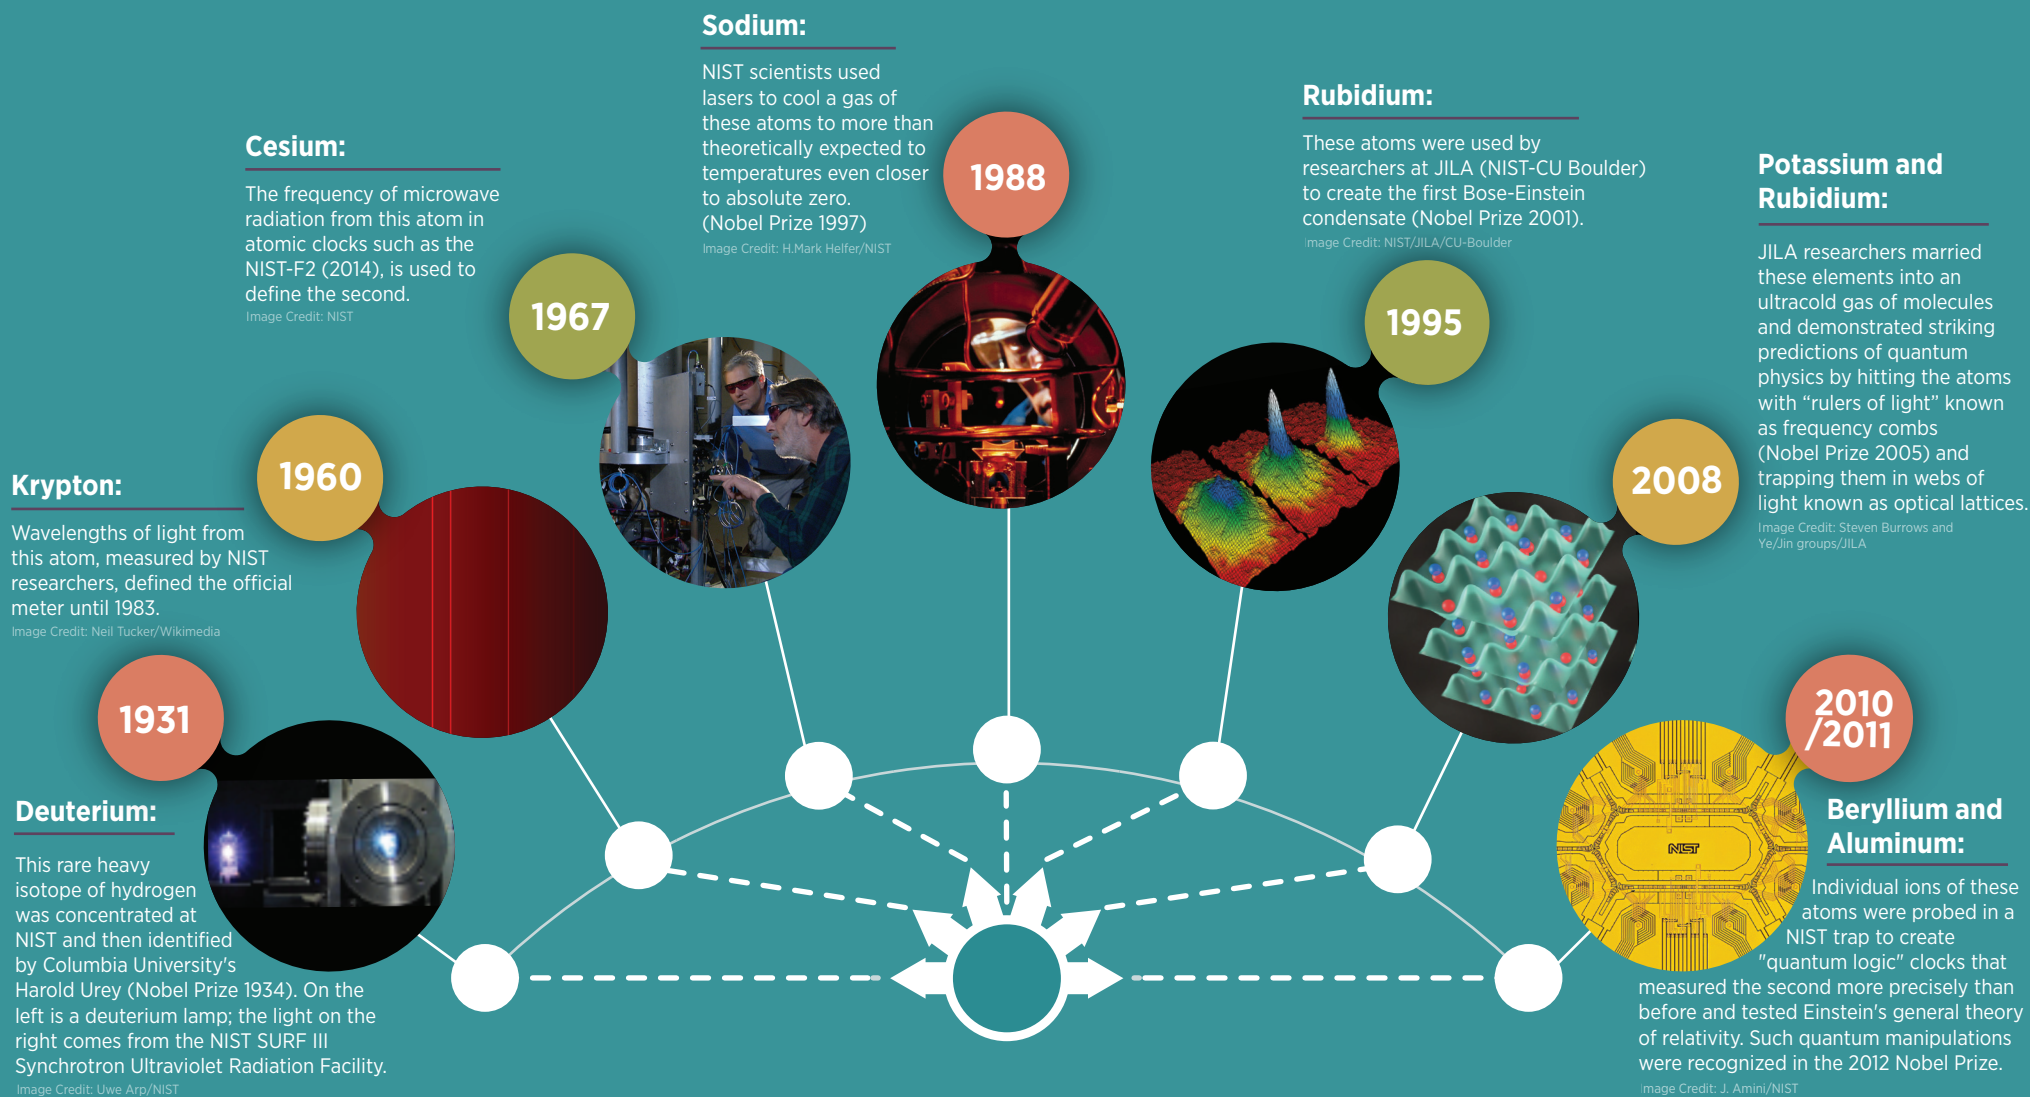 Deuterium:
1931
This rare heavy
isotope of hydrogen
was concentrated at
NIST and then identified
by Columbia University's
Harold Urey (Nobel Prize 1934). On the
left is a deuterium lamp; the light on the
right comes from the NIST SURF III
Synchrotron Ultraviolet Radiation Facility.
Image Credit: Uwe Arp/NIST
Krypton:
1960
Wavelengths of light from
this atom, measured by NIST
researchers, defined the official
meter until 1983.
Image Credit: Neil Tucker/Wikimedia
Cesium:
1967
The frequency of microwave
radiation from this atom in
atomic clocks such as the
NIST-F2 (2014), is used to
define the second.
Image Credit: NIST
Sodium:
1988
NIST scientists used
lasers to cool a gas of
these atoms to more than
theoretically expected to
temperatures even closer
to absolute zero.
(Nobel Prize 1997)
Image Credit: H.Mark Helfer/NIST
Rubidium:
1995
These atoms were used by
researchers at JILA (NIST-CU Boulder)
to create the first Bose-Einstein
condensate (Nobel Prize 2001).
Image Credit: NIST/JILA/CU-Boulder
Potassium and
Rubidium:
2008
JILA researchers married
these elements into an
ultracold gas of molecules
and demonstrated striking
predictions of quantum
physics by hitting the atoms
with “rulers of light” known
as frequency combs
(Nobel Prize 2005) and
trapping them in webs of
light known as optical lattices.
Image Credit: Steven Burrows and
Ye/Jin groups/JILA
2010
/2011
NIST
Beryllium and
Aluminum:
Individual ions of these
atoms were probed in a
NIST trap to create
"quantum logic" clocks that
measured the second more precisely than
before and tested Einstein's general theory
of relativity. Such quantum manipulations
were recognized in the 2012 Nobel Prize.
Image Credit: J. Amini/NIST